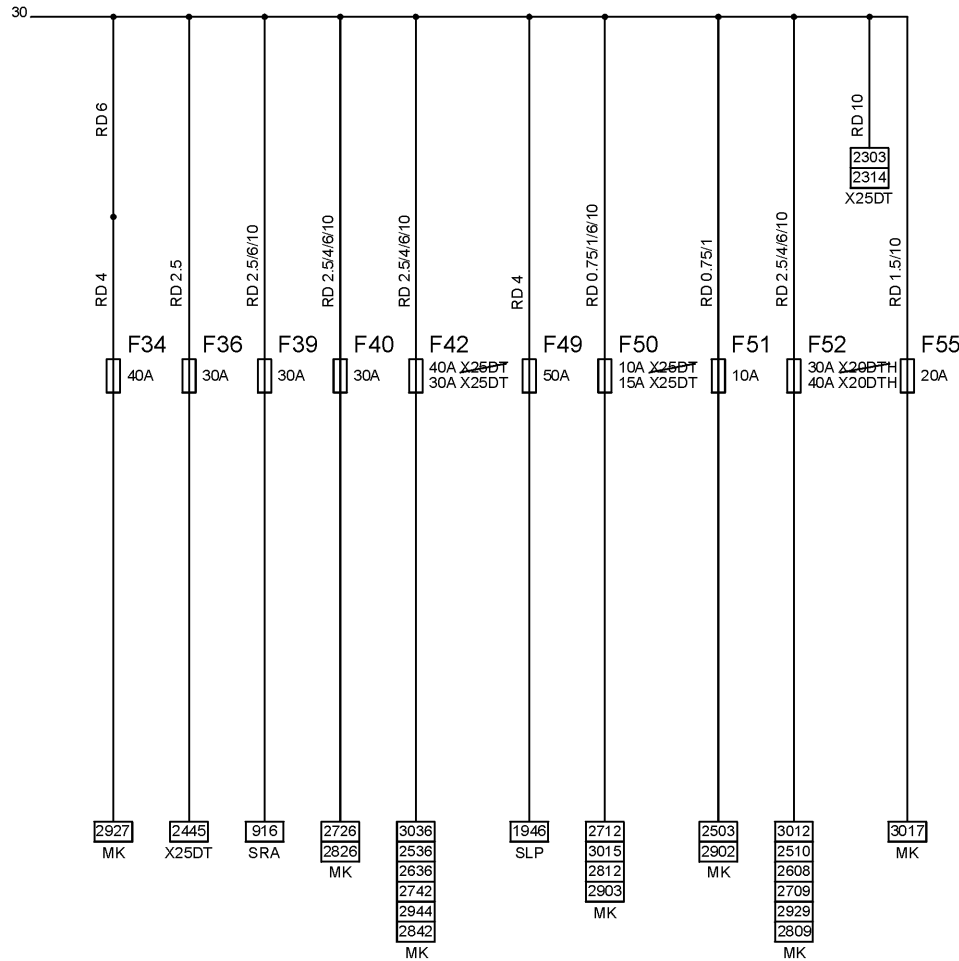 30
RD 6
RD 10
2303
2314
X25DT
RD 4
RD 2.5
RD 2.5/6/10
RD 2.5/4/6/10
RD 2.5/4/6/10
RD 4
RD 0.75/1/6/10
RD 0.75/1
RD 2.5/4/6/10
RD 1.5/10
F34
40A
F36
30A
F39
30A
F40
30A
F42
40A X25DT
30A X25DT
F49
50A
F50
10A X25DT
15A X25DT
F51
10A
F52
30A X20DTH
40A X20DTH
F55
20A
2927
MK
2445
X25DT
916
SRA
2726
2826
MK
3036
2536
2636
2742
2944
2842
MK
1946
SLP
2712
3015
2812
2903
MK
2503
2902
MK
3012
2510
2608
2709
2929
2809
MK
3017
MK